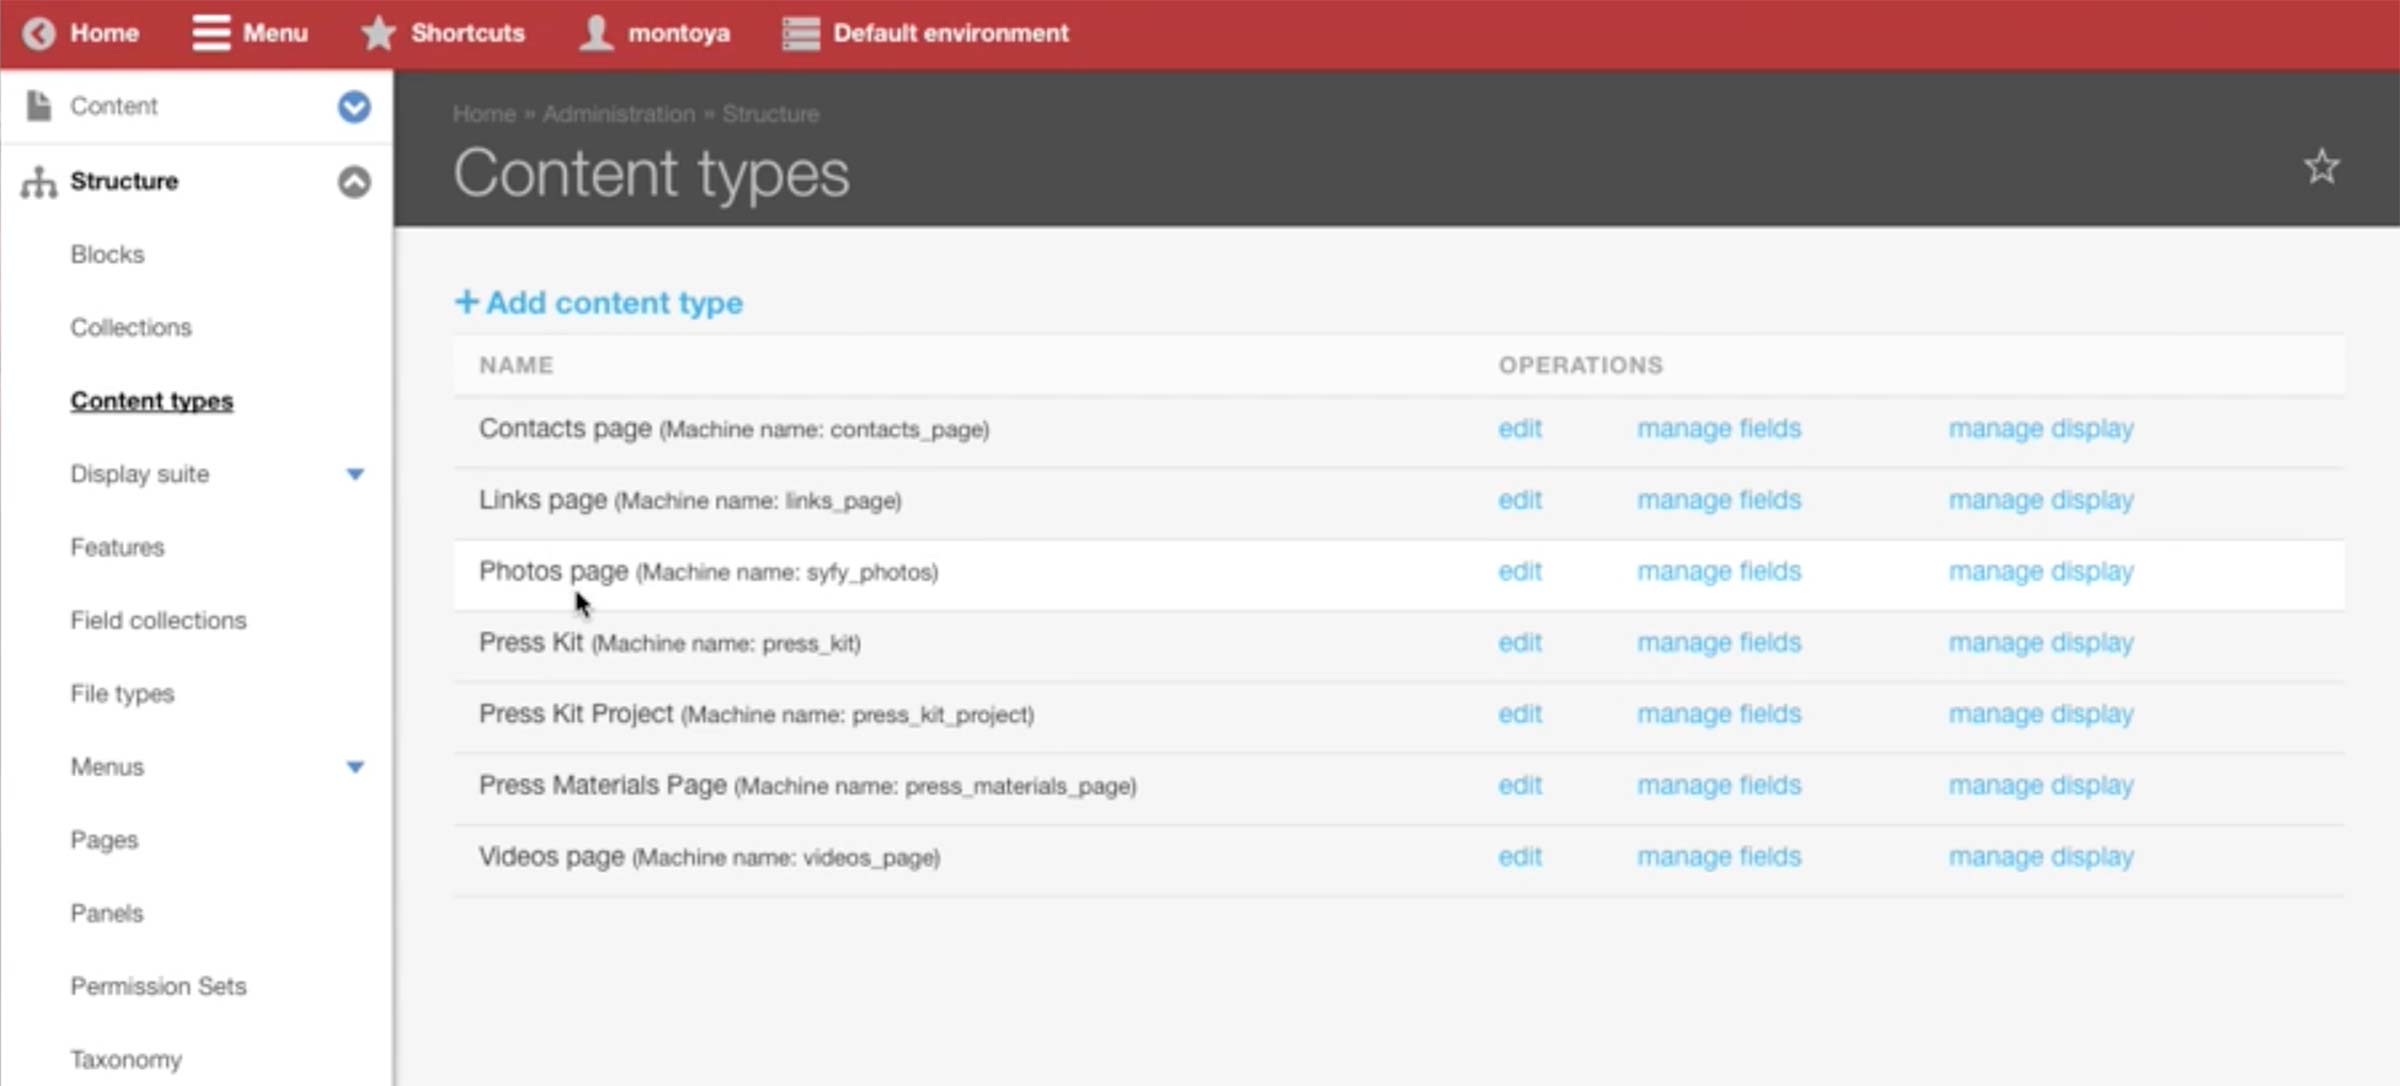 Home Menu Shortcuts montoya Default environment
Content
Structure
Blocks
Collections
Content types
Display suite
Features
Field collections
File types
Menus
Pages
Panels
Permission Sets
Taxonomy
Home » Administration » Structure
Content types
+ Add content type
NAME OPERATIONS
Contacts page (Machine name: contacts_page) edit manage fields manage display
Links page (Machine name: links_page) edit manage fields manage display
Photos page (Machine name: syfy_photos) edit manage fields manage display
Press Kit (Machine name: press_kit) edit manage fields manage display
Press Kit Project (Machine name: press_kit_project) edit manage fields manage display
Press Materials Page (Machine name: press_materials_page) edit manage fields manage display
Videos page (Machine name: videos_page) edit manage fields manage display